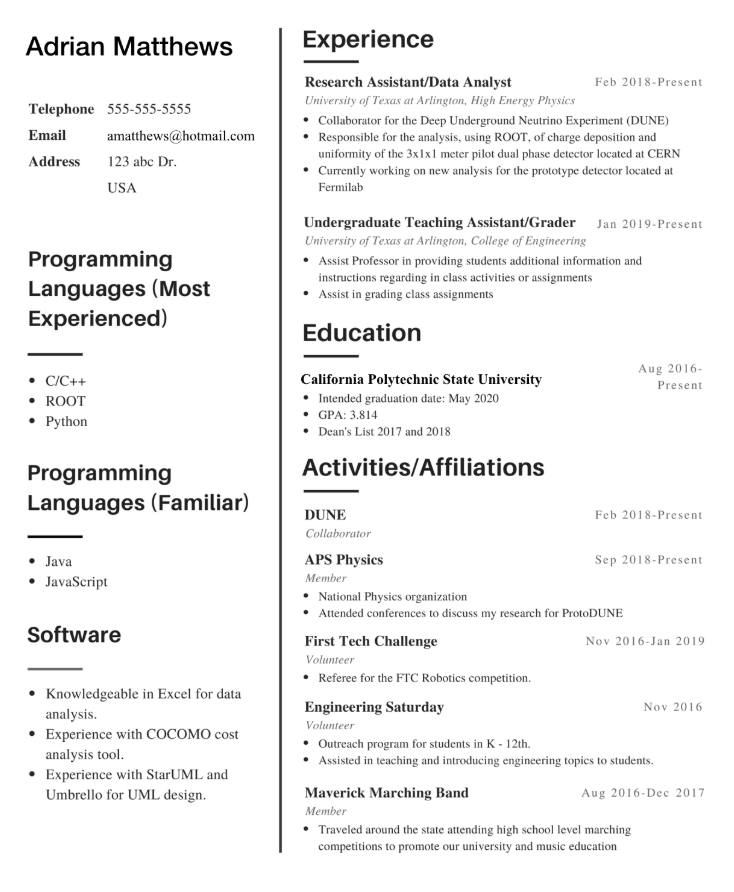 Adrian Matthews
Telephone 555-555-5555
Email amatthews@hotmail.com
Address 123 abc Dr.
USA
Programming
Languages (Most
Experienced)
• C/C++
• ROOT
• Python
Programming
Languages (Familiar)
• Java
• JavaScript
Software
• Knowledgeable in Excel for data
analysis.
• Experience with COCOMO cost
analysis tool.
• Experience with StarUML and
Umbrello for UML design.
Experience
Research Assistant/Data Analyst Feb 2018-Present
University of Texas at Arlington, High Energy Physics
• Collaborator for the Deep Underground Neutrino Experiment (DUNE)
• Responsible for the analysis, using ROOT, of charge deposition and
uniformity of the 3x1x1 meter pilot dual phase detector located at CERN
• Currently working on new analysis for the prototype detector located at
Fermilab
Undergraduate Teaching Assistant/Grader Jan 2019-Present
University of Texas at Arlington, College of Engineering
• Assist Professor in providing students additional information and
instructions regarding in class activities or assignments
• Assist in grading class assignments
Education
Aug 2016-
California Polytechnic State University Present
• Intended graduation date: May 2020
• GPA: 3.814
• Dean's List 2017 and 2018
Activities/Affiliations
DUNE Feb 2018-Present
Collaborator
APS Physics Sep 2018-Present
Member
• National Physics organization
• Attended conferences to discuss my research for ProtoDUNE
First Tech Challenge Nov 2016-Jan 2019
Volunteer
• Referee for the FTC Robotics competition.
Engineering Saturday Nov 2016
Volunteer
• Outreach program for students in K - 12th.
• Assisted in teaching and introducing engineering topics to students.
Maverick Marching Band Aug 2016-Dec 2017
Member
• Traveled around the state attending high school level marching
competitions to promote our university and music education